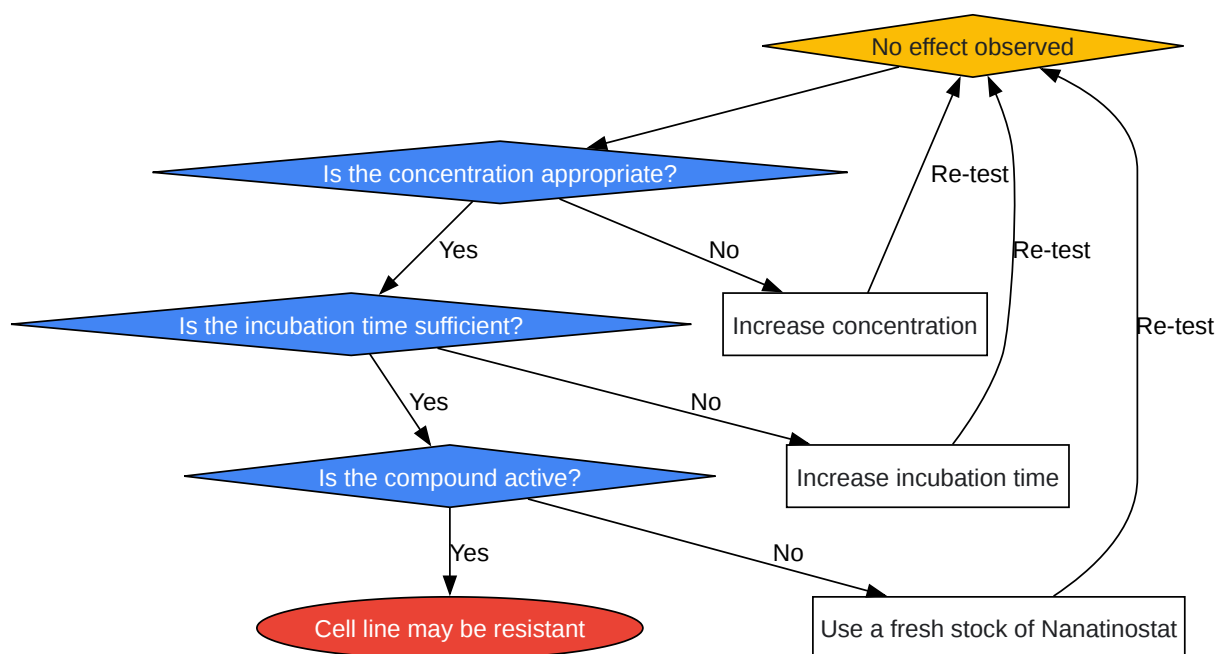 No effect observed
Is the concentration appropriate?
Re-test
Yes
No
Re-test
Is the incubation time sufficient?
Increase concentration
Re-test
Yes
No
Is the compound active?
Increase incubation time
Yes
No
Cell line may be resistant
Use a fresh stock of Nanatinostat